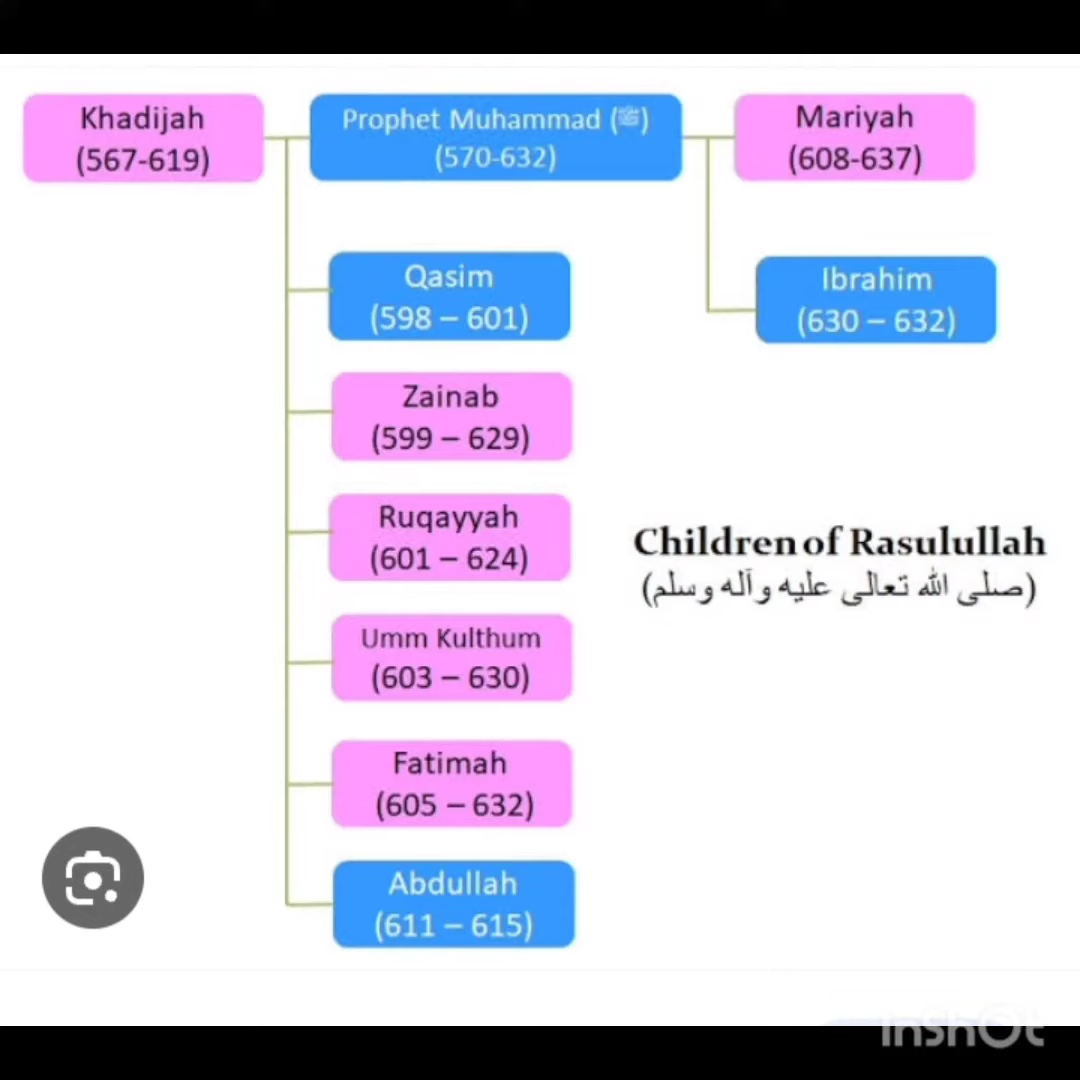 Khadijah
(567-619)
Prophet Muhammad (ﷺ)
(570-632)
Mariyah
(608-637)
Qasim
(598 – 601)
Ibrahim
(630 – 632)
Zainab
(599 – 629)
Ruqayyah
(601 – 624)
Children of Rasulullah
(صلى الله تعالى عليه وآله وسلم)
Umm Kulthum
(603 – 630)
Fatimah
(605 – 632)
Abdullah
(611 – 615)
InShOt